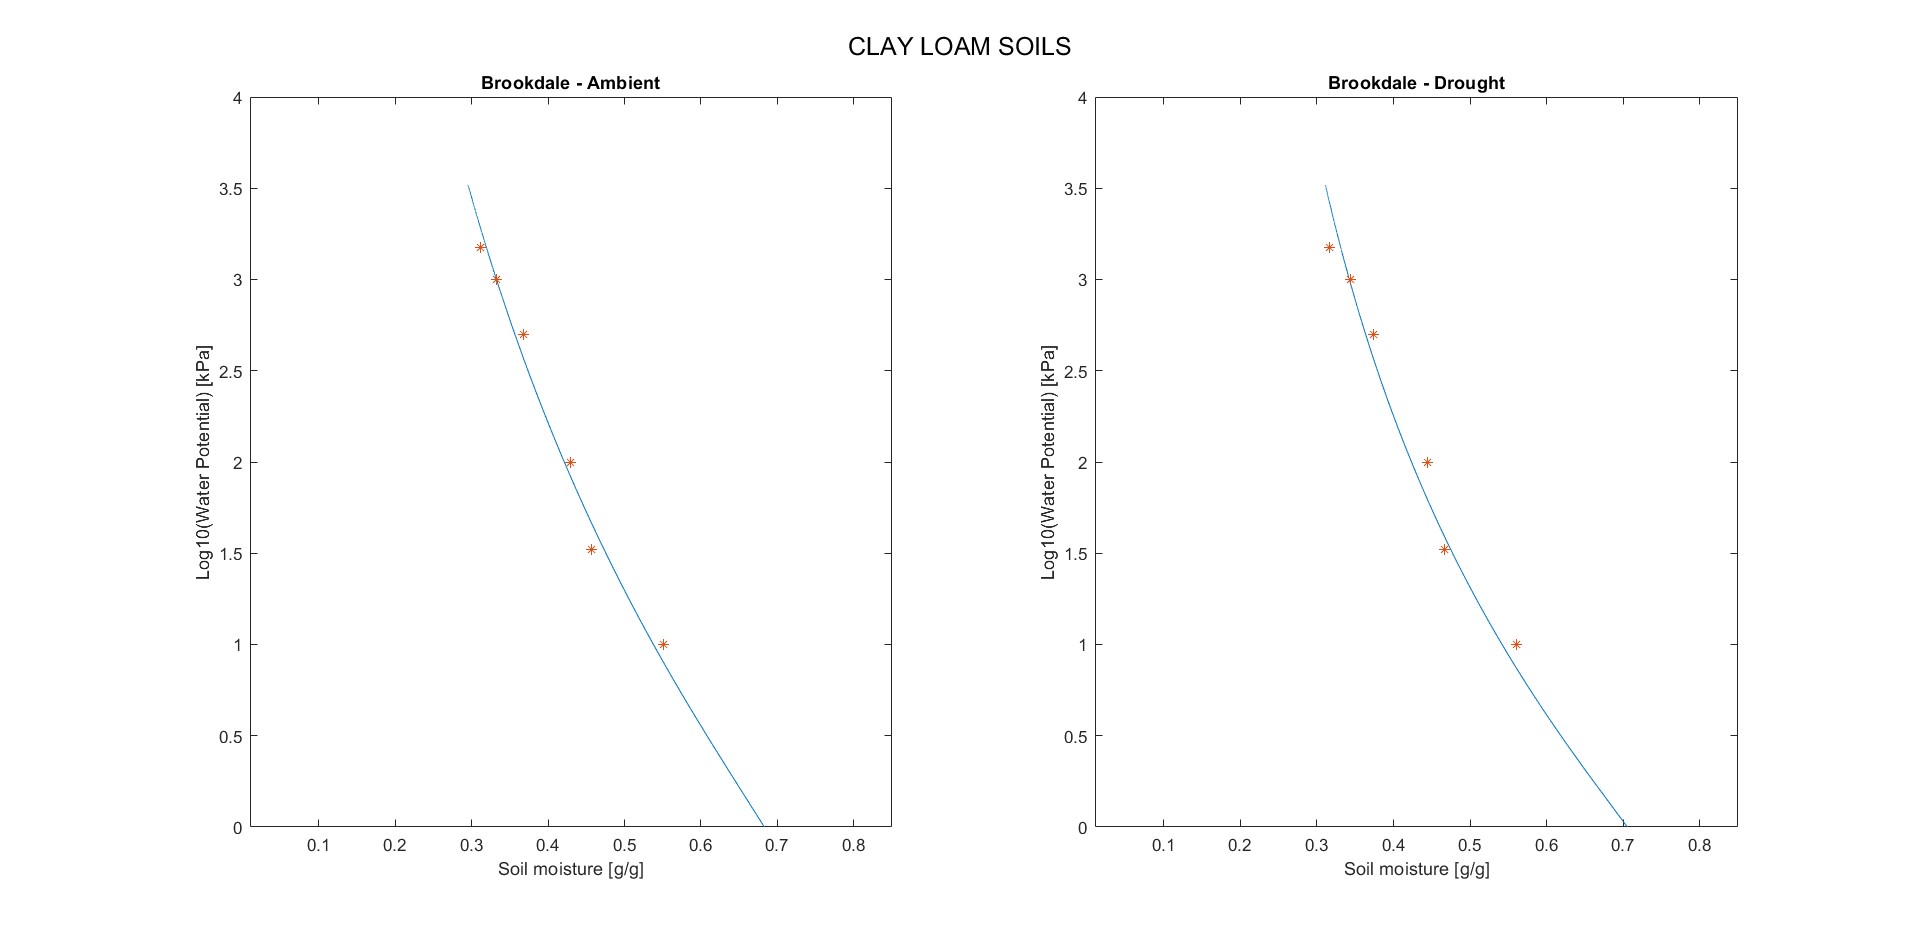 CLAY LOAM SOILS
Brookdale - Ambient
4
3.5
3
2.5
2
1.5
1
0.5
0
Log10(Water Potential) [kPa]
0.1 0.2 0.3 0.4 0.5 0.6 0.7 0.8
Soil moisture [g/g]
Brookdale - Drought
4
3.5
3
2.5
2
1.5
1
0.5
0
Log10(Water Potential) [kPa]
0.1 0.2 0.3 0.4 0.5 0.6 0.7 0.8
Soil moisture [g/g]